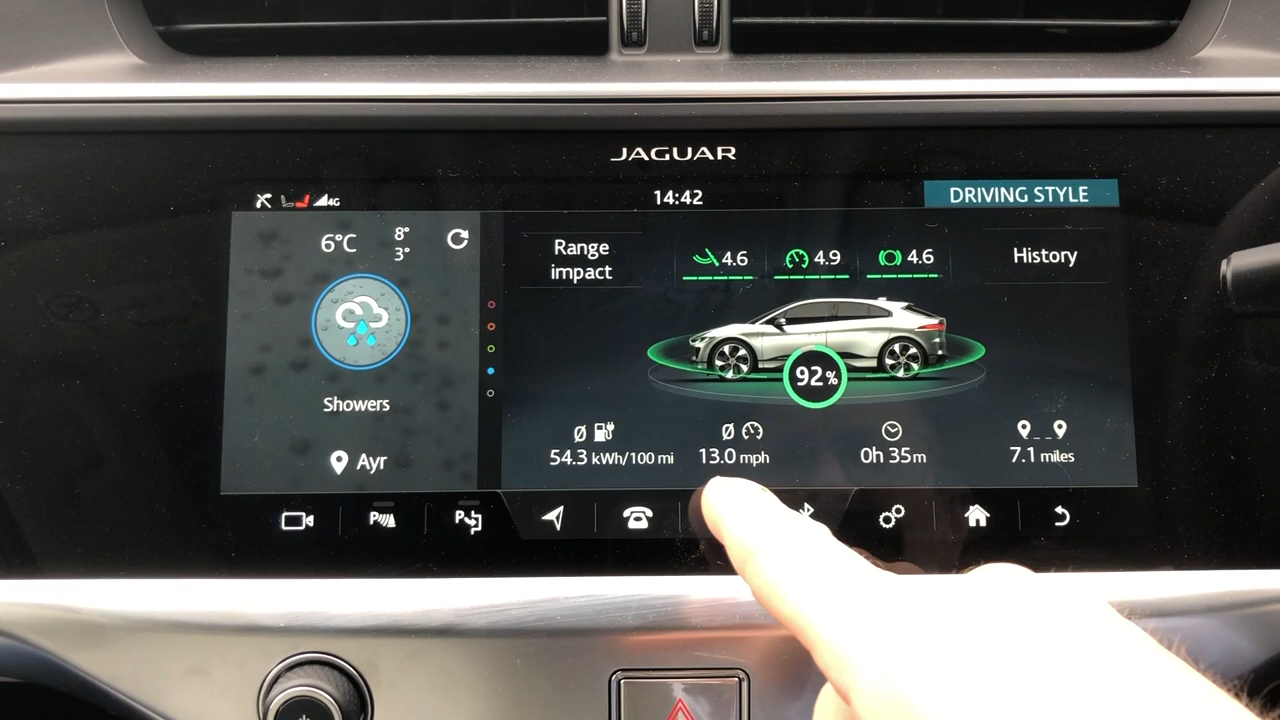 JAGUAR
4G
14:42
DRIVING STYLE
6°C
8°
3°
Range
impact
4.6
4.9
4.6
History
92%
Showers
Ayr
54.3 kWh/100 mi
13.0 mph
0h 35m
7.1 miles
P
P